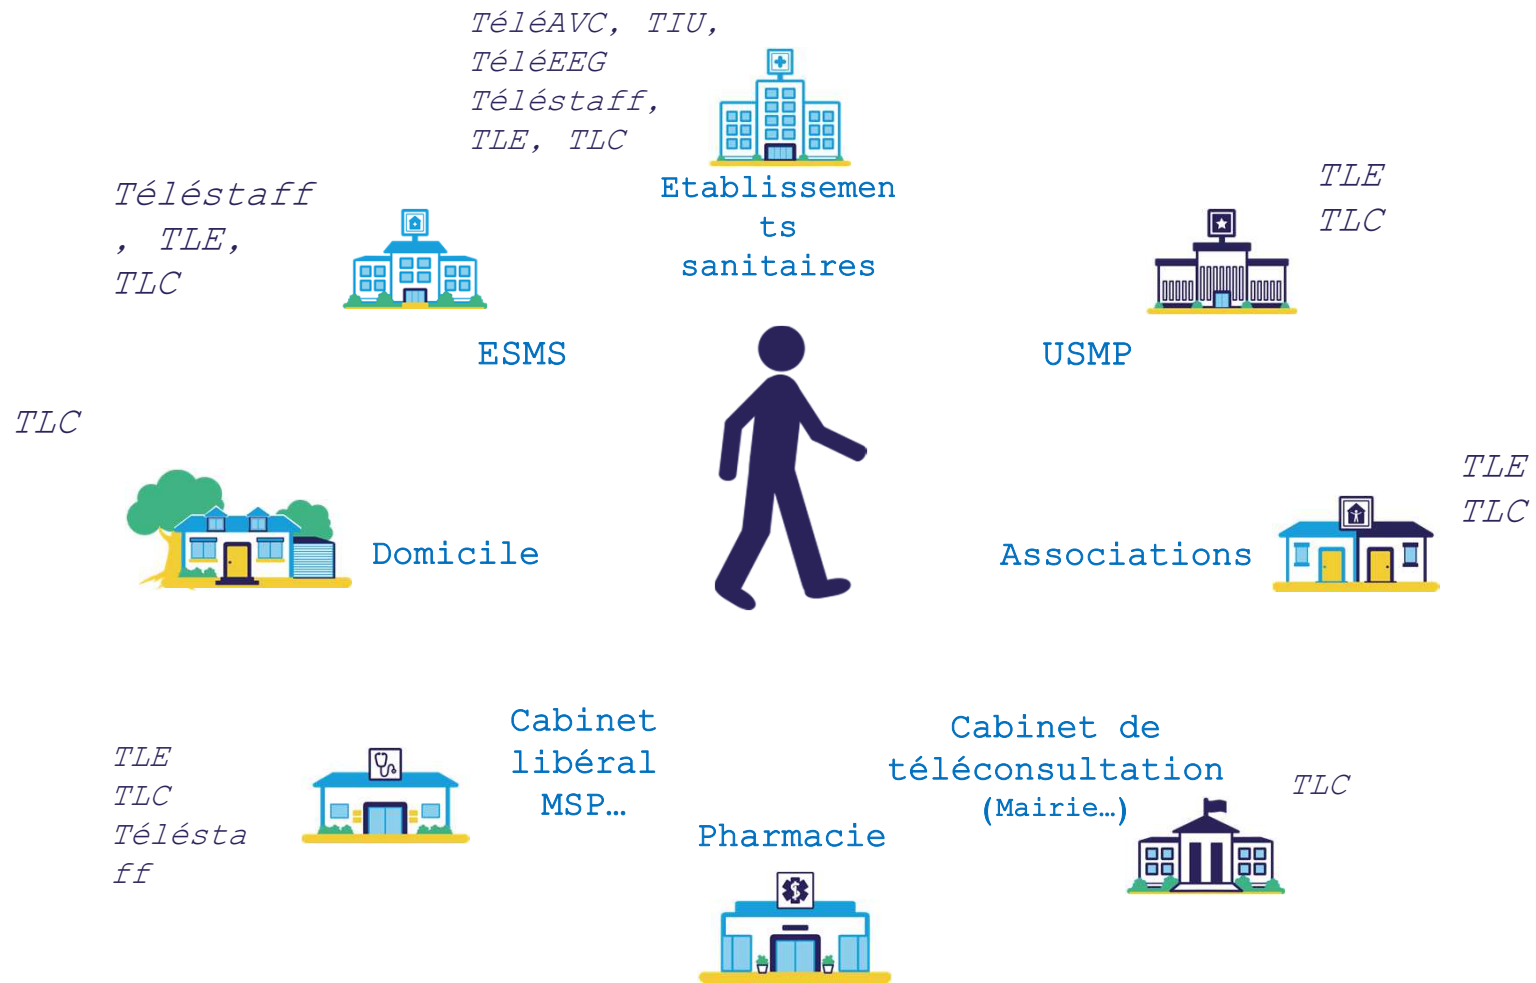 TéléAVC, TIU,
TéléEEG
Téléstaff,
TLE, TLC
Etablissemen
ts
sanitaires
TLE
TLC
Téléstaff
, TLE,
TLC
ESMS
USMP
TLC
Domicile
TLE
TLC
Associations
Cabinet
libéral
MSP…
TLE
TLC
Télésta
ff
Cabinet de
téléconsultation
(Mairie…)
TLC
Pharmacie